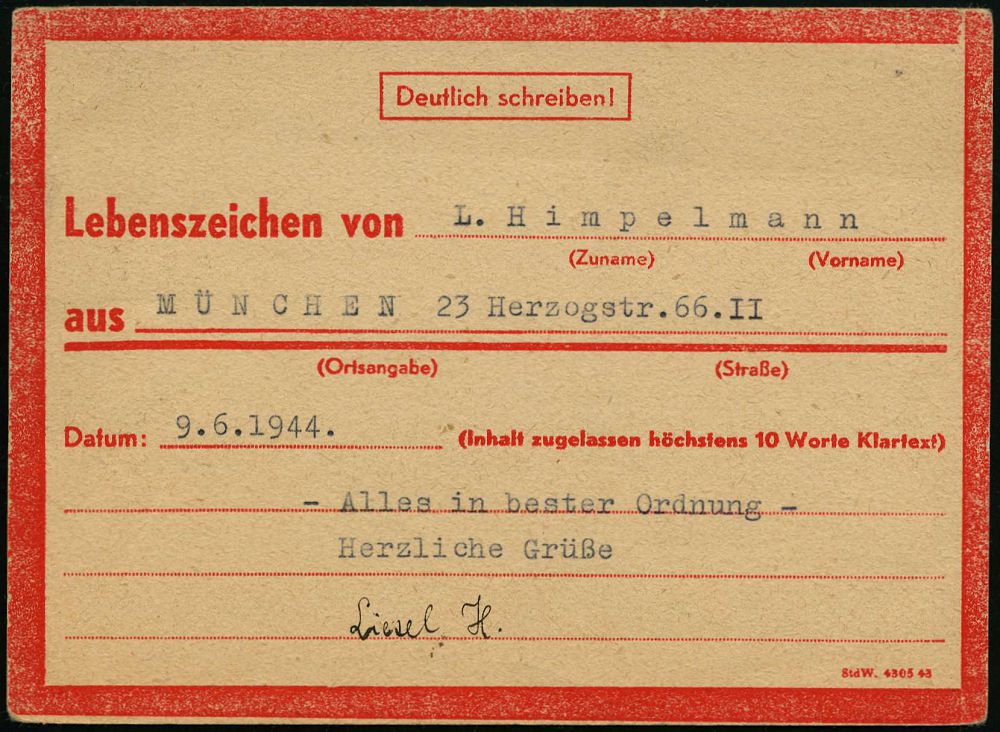 Deutlich schreiben!
Lebenszeichen von L. Himpelmann
(Zuname) (Vorname)
aus MÜNCHEN 23 Herzogstr.66.II
(Ortsangabe) (Straße)
Datum: 9.6.1944. (Inhalt zugelassen höchstens 10 Worte Klartext)
- Alles in bester Ordnung -
Herzliche Grüße
Liesel H.
StdW. 4305 43